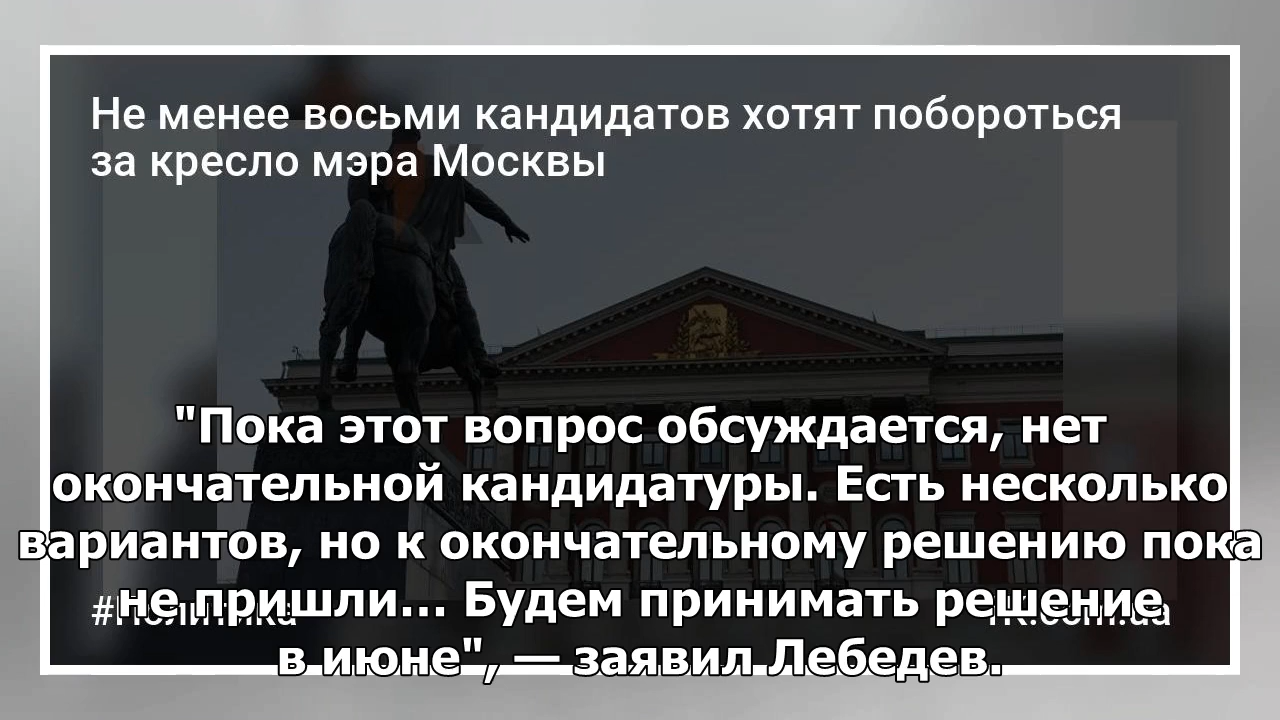 Не менее восьми кандидатов хотят побороться
за кресло мэра Москвы
"Пока этот вопрос обсуждается, нет
окончательной кандидатуры. Есть несколько
вариантов, но к окончательному решению пока
не пришли… Будем принимать решение
#Политика
в июне", — заявил Лебедев.